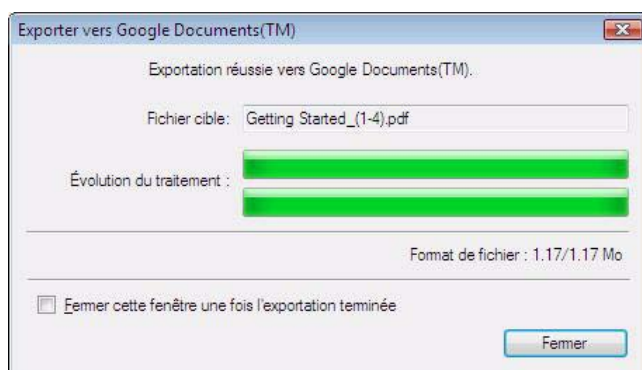 Exporter vers Google Documents(TM)
Exportation réussie vers Google Documents(TM).
Fichier cible: Getting Started_(1-4).pdf
Évolution du traitement :
Format de fichier : 1.17/1.17 Mo
Fermer cette fenêtre une fois l'exportation terminée
Fermer